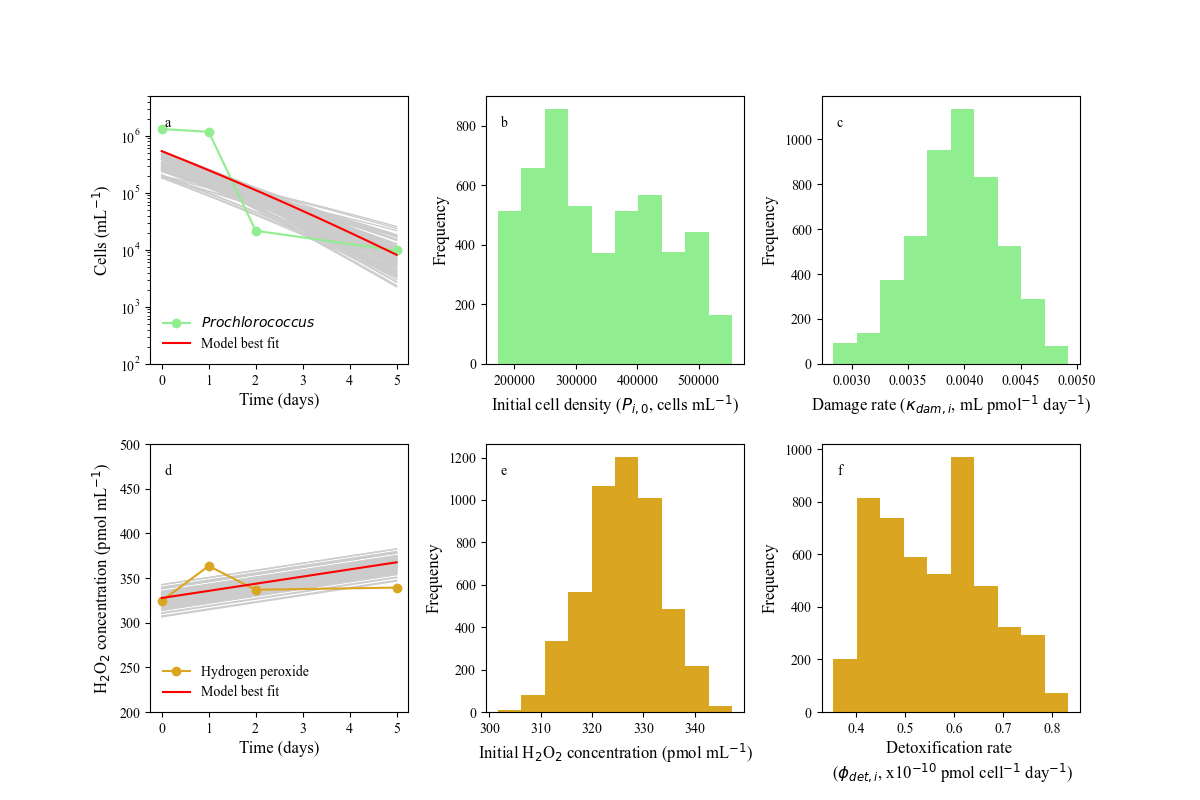 a
10^6
10^5
10^4
10^3
10^2
Cells (mL^−1)
Prochlorococcus
Model best fit
0 1 2 3 4 5
Time (days)
b
800
600
400
200
0
Frequency
200000 300000 400000 500000
Initial cell density (P_{i,0}, cells mL^−1)
c
1000
800
600
400
200
0
Frequency
0.0030 0.0035 0.0040 0.0045 0.0050
Damage rate (κ_{dam,i}, mL pmol^−1 day^−1)
d
500
450
400
350
300
250
200
H₂O₂ concentration (pmol mL^−1)
Hydrogen peroxide
Model best fit
0 1 2 3 4 5
Time (days)
e
1200
1000
800
600
400
200
0
Frequency
300 310 320 330 340
Initial H₂O₂ concentration (pmol mL^−1)
f
1000
800
600
400
200
0
Frequency
0.4 0.5 0.6 0.7 0.8
Detoxification rate
(ϕ_{det,i}, x10^−10 pmol cell^−1 day^−1)